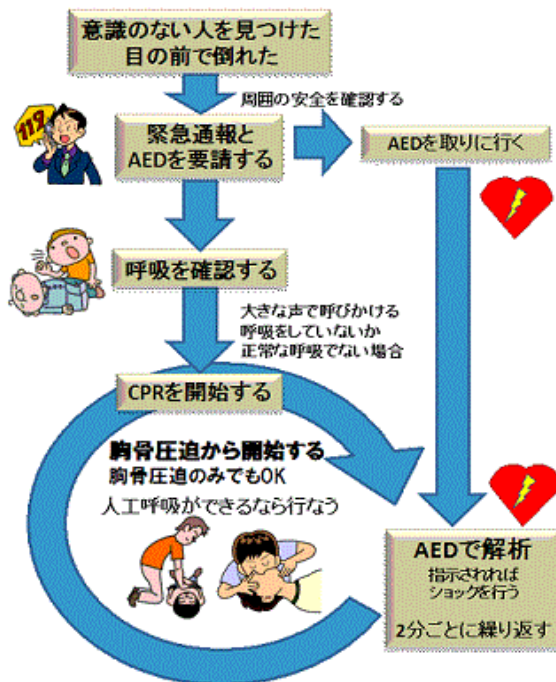 意識のない人を見つけた
目の前で倒れた
周囲の安全を確認する
119
緊急通報と
AEDを要請する
AEDを取りに行く
呼吸を確認する
大きな声で呼びかける
呼吸をしていないか
正常な呼吸でない場合
CPRを開始する
胸骨圧迫から開始する
胸骨圧迫のみでもOK
人工呼吸ができるなら行なう
AEDで解析
指示されれば
ショックを行う
2分ごとに繰り返す